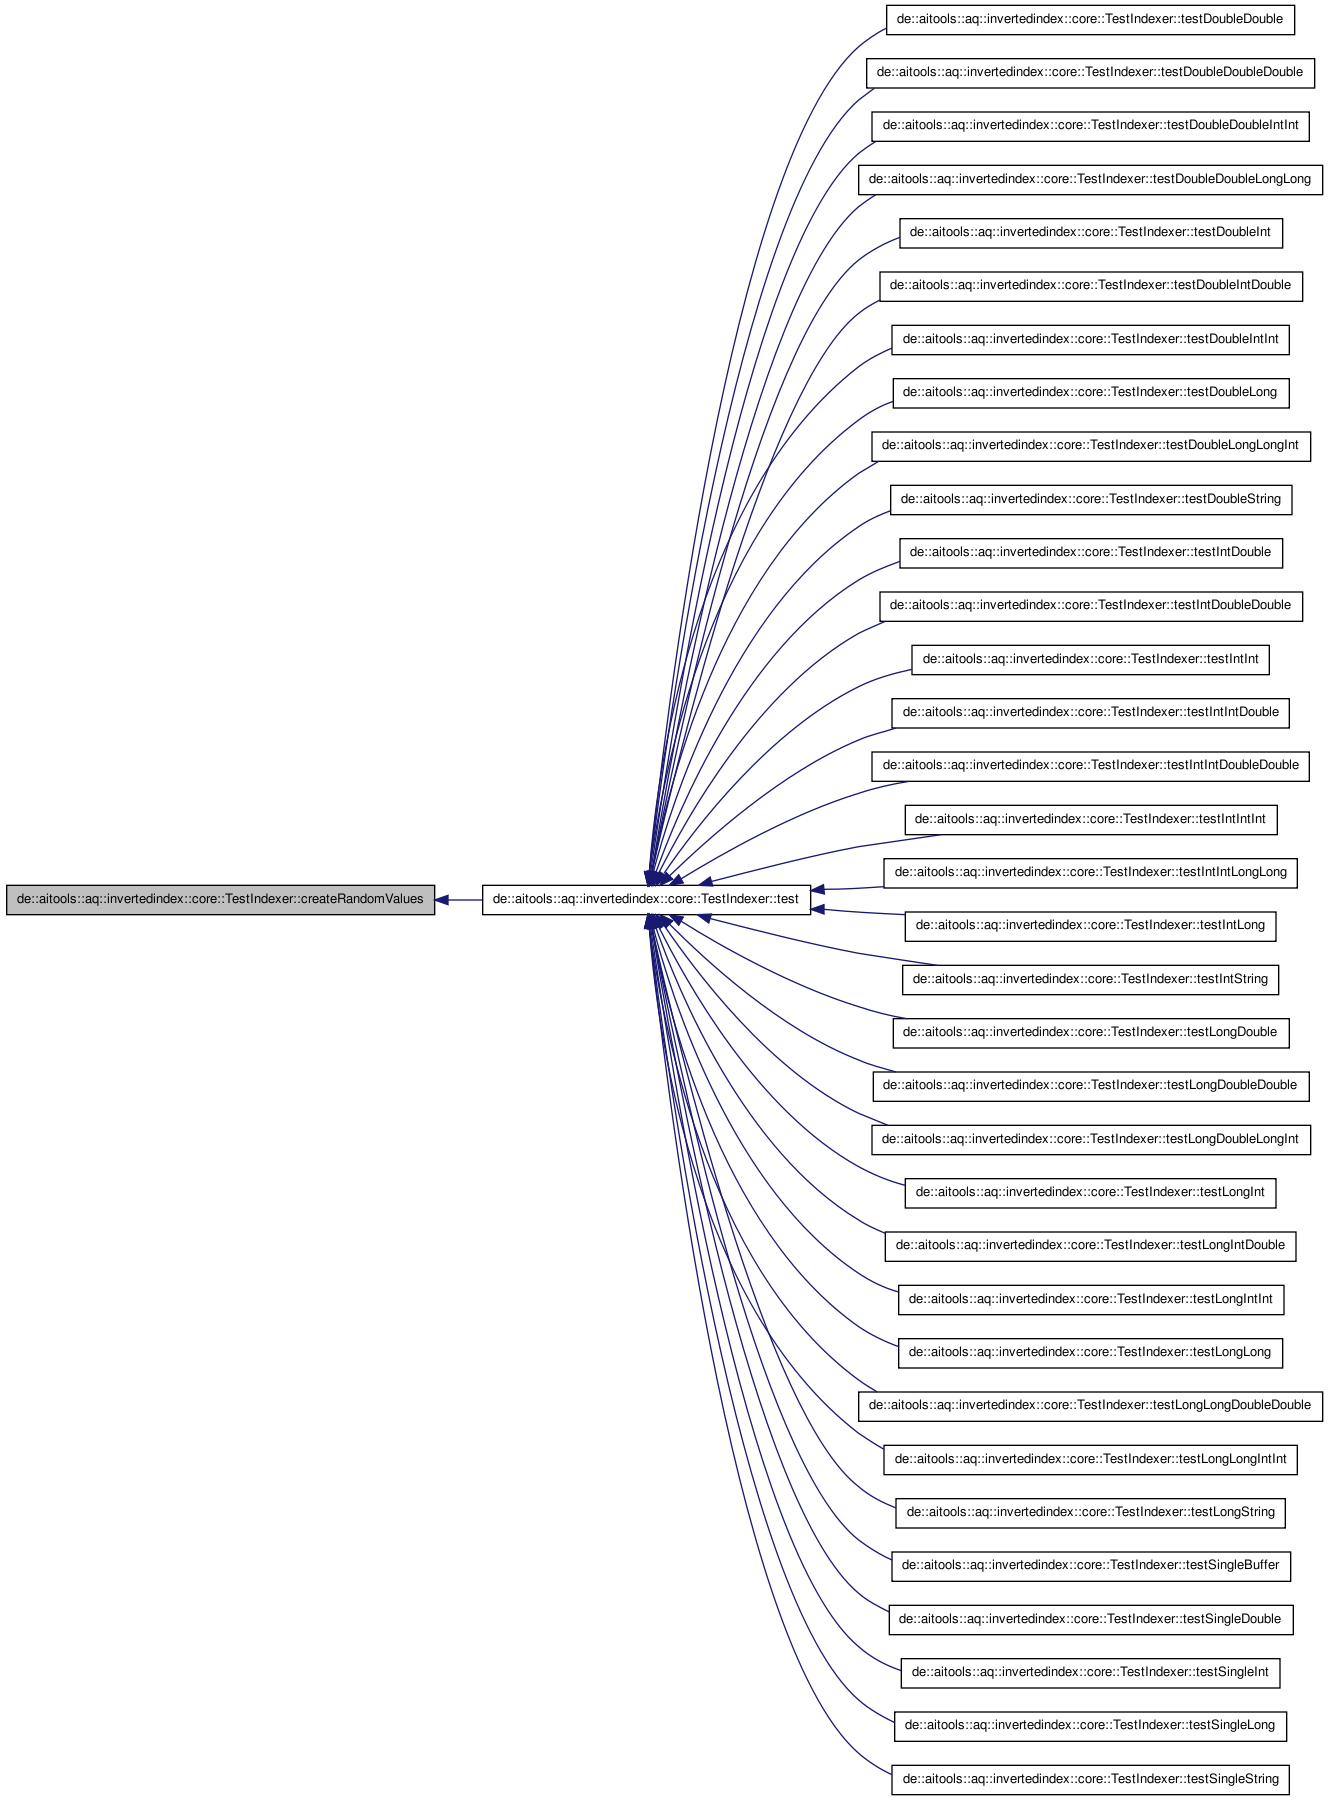 de::aitools::aq::invertedindex::core::TestIndexer::createRandomValues
de::aitools::aq::invertedindex::core::TestIndexer::test
de::aitools::aq::invertedindex::core::TestIndexer::testDoubleDouble
de::aitools::aq::invertedindex::core::TestIndexer::testDoubleDoubleDouble
de::aitools::aq::invertedindex::core::TestIndexer::testDoubleDoubleIntInt
de::aitools::aq::invertedindex::core::TestIndexer::testDoubleDoubleLongLong
de::aitools::aq::invertedindex::core::TestIndexer::testDoubleInt
de::aitools::aq::invertedindex::core::TestIndexer::testDoubleIntDouble
de::aitools::aq::invertedindex::core::TestIndexer::testDoubleIntInt
de::aitools::aq::invertedindex::core::TestIndexer::testDoubleLong
de::aitools::aq::invertedindex::core::TestIndexer::testDoubleLongLongInt
de::aitools::aq::invertedindex::core::TestIndexer::testDoubleString
de::aitools::aq::invertedindex::core::TestIndexer::testIntDouble
de::aitools::aq::invertedindex::core::TestIndexer::testIntDoubleDouble
de::aitools::aq::invertedindex::core::TestIndexer::testIntInt
de::aitools::aq::invertedindex::core::TestIndexer::testIntIntDouble
de::aitools::aq::invertedindex::core::TestIndexer::testIntIntDoubleDouble
de::aitools::aq::invertedindex::core::TestIndexer::testIntIntInt
de::aitools::aq::invertedindex::core::TestIndexer::testIntIntLongLong
de::aitools::aq::invertedindex::core::TestIndexer::testIntLong
de::aitools::aq::invertedindex::core::TestIndexer::testIntString
de::aitools::aq::invertedindex::core::TestIndexer::testLongDouble
de::aitools::aq::invertedindex::core::TestIndexer::testLongDoubleDouble
de::aitools::aq::invertedindex::core::TestIndexer::testLongDoubleLongInt
de::aitools::aq::invertedindex::core::TestIndexer::testLongInt
de::aitools::aq::invertedindex::core::TestIndexer::testLongIntDouble
de::aitools::aq::invertedindex::core::TestIndexer::testLongIntInt
de::aitools::aq::invertedindex::core::TestIndexer::testLongLong
de::aitools::aq::invertedindex::core::TestIndexer::testLongLongDoubleDouble
de::aitools::aq::invertedindex::core::TestIndexer::testLongLongIntInt
de::aitools::aq::invertedindex::core::TestIndexer::testLongString
de::aitools::aq::invertedindex::core::TestIndexer::testSingleBuffer
de::aitools::aq::invertedindex::core::TestIndexer::testSingleDouble
de::aitools::aq::invertedindex::core::TestIndexer::testSingleInt
de::aitools::aq::invertedindex::core::TestIndexer::testSingleLong
de::aitools::aq::invertedindex::core::TestIndexer::testSingleString